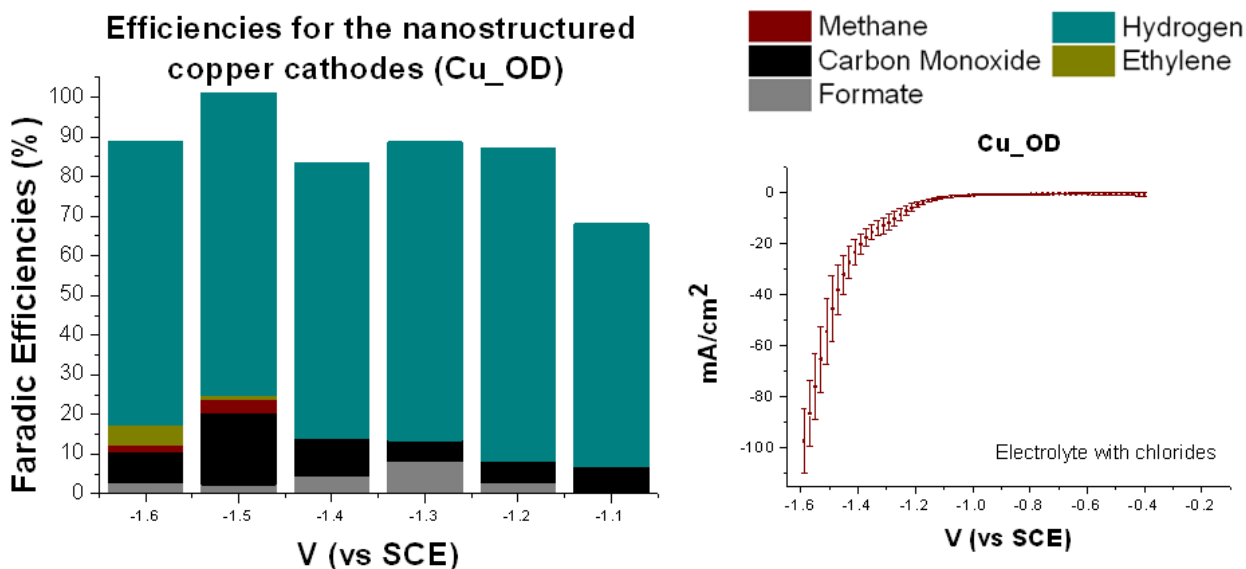 Efficiencies for the nanostructured
copper cathodes (Cu_OD)
Faradic Efficiencies (%)
100
90
80
70
60
50
40
30
20
10
0
-1.6 -1.5 -1.4 -1.3 -1.2 -1.1
V (vs SCE)
Methane Hydrogen
Carbon Monoxide Ethylene
Formate
Cu_OD
mA/cm²
0
-20
-40
-60
-80
-100
Electrolyte with chlorides
-1.6 -1.4 -1.2 -1.0 -0.8 -0.6 -0.4 -0.2
V (vs SCE)